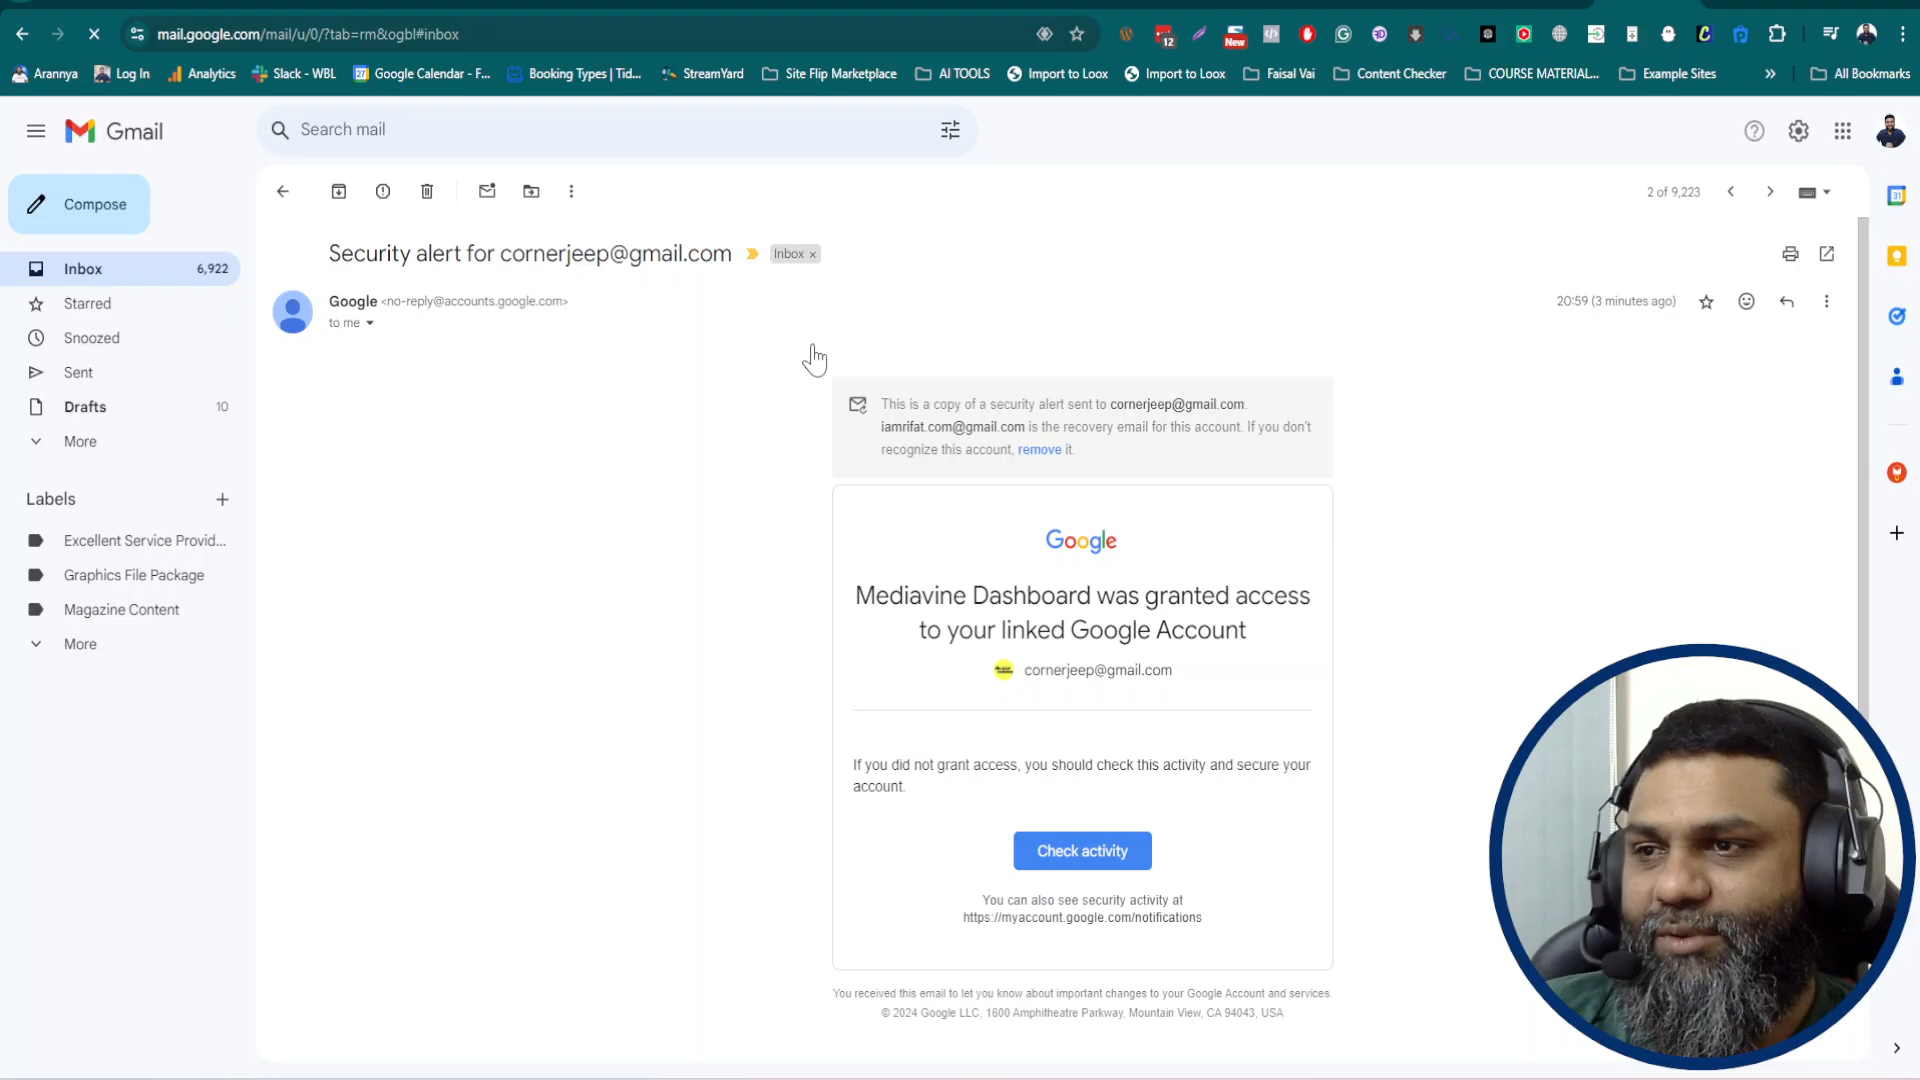 mail.google.com/mail/u/0/?tab=rm&ogbl#inbox
12
New
Arannya
Log In
Analytics
Slack - WBL
27
Google Calendar - F...
Booking Types | Tid...
StreamYard
Site Flip Marketplace
AI TOOLS
Import to Loox
Import to Loox
Faisal Vai
Content Checker
COURSE MATERIAL...
Example Sites
All Bookmarks
Gmail
Search mail
Compose
2 of 9,223
31
Inbox 6,922
Starred
Snoozed
Sent
Drafts 10
More
Labels
Excellent Service Provid...
Graphics File Package
Magazine Content
More
Security alert for cornerjeep@gmail.com
Inbox ×
Google <no-reply@accounts.google.com>
20:59 (3 minutes ago)
to me
This is a copy of a security alert sent to cornerjeep@gmail.com.
iamrifat.com@gmail.com is the recovery email for this account. If you don't
recognize this account, remove it.
Google
Mediavine Dashboard was granted access
to your linked Google Account
cornerjeep@gmail.com
If you did not grant access, you should check this activity and secure your
account.
Check activity
You can also see security activity at
https://myaccount.google.com/notifications
You received this email to let you know about important changes to your Google Account and services.
© 2024 Google LLC, 1600 Amphitheatre Parkway, Mountain View, CA 94043, USA